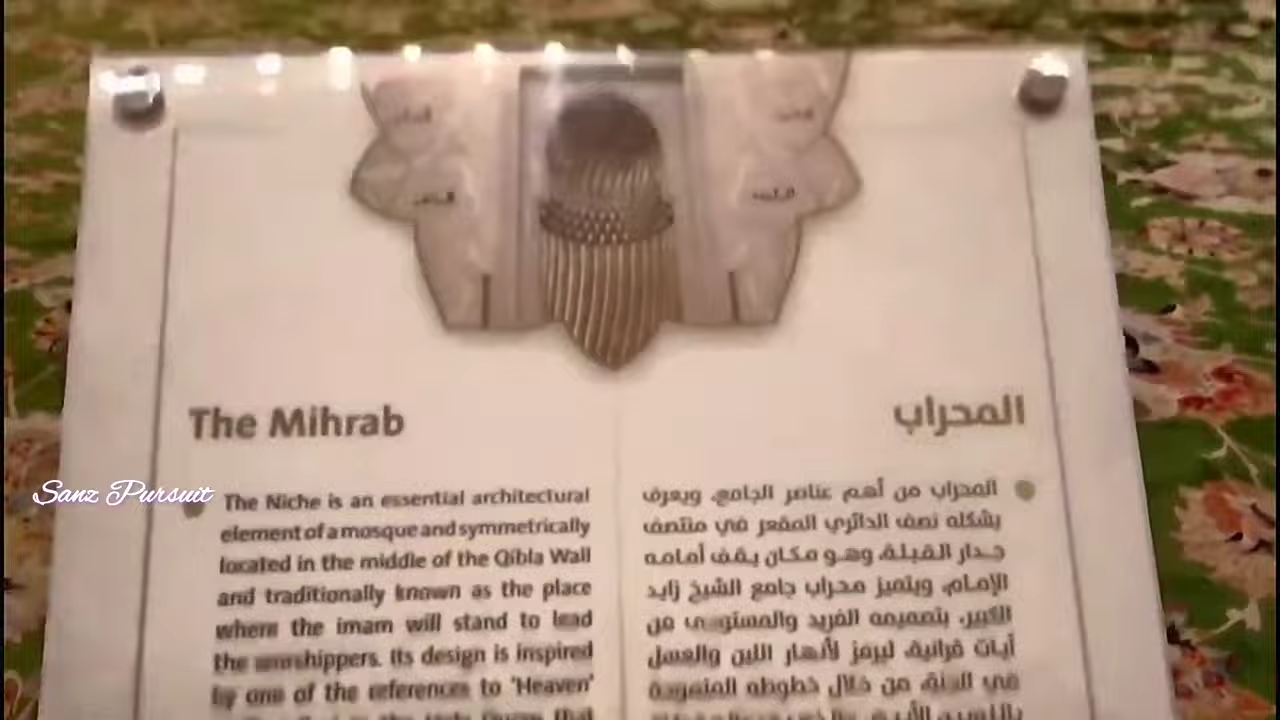 The Mihrab
المحراب
Sanz Pursuit
The Niche is an essential architectural
element of a mosque and symmetrically
located in the middle of the Qibla Wall
and traditionally known as the place
where the imam will stand to lead
the worshippers. Its design is inspired
by one of the references to 'Heaven'
المحراب من أهم عناصر الجامع، ويعرف
بشكله نصف الدائري المقعر في منتصف
جدار القبلة، وهو مكان يقف أمامه
الإمام، ويتميز محراب جامع الشيخ زايد
الكبير، بتصميمه الفريد والمستوحى من
آيات قرآنية، ليرمز لأنهار اللبن والعسل
في الجنة، من خلال خطوطه المتموجة